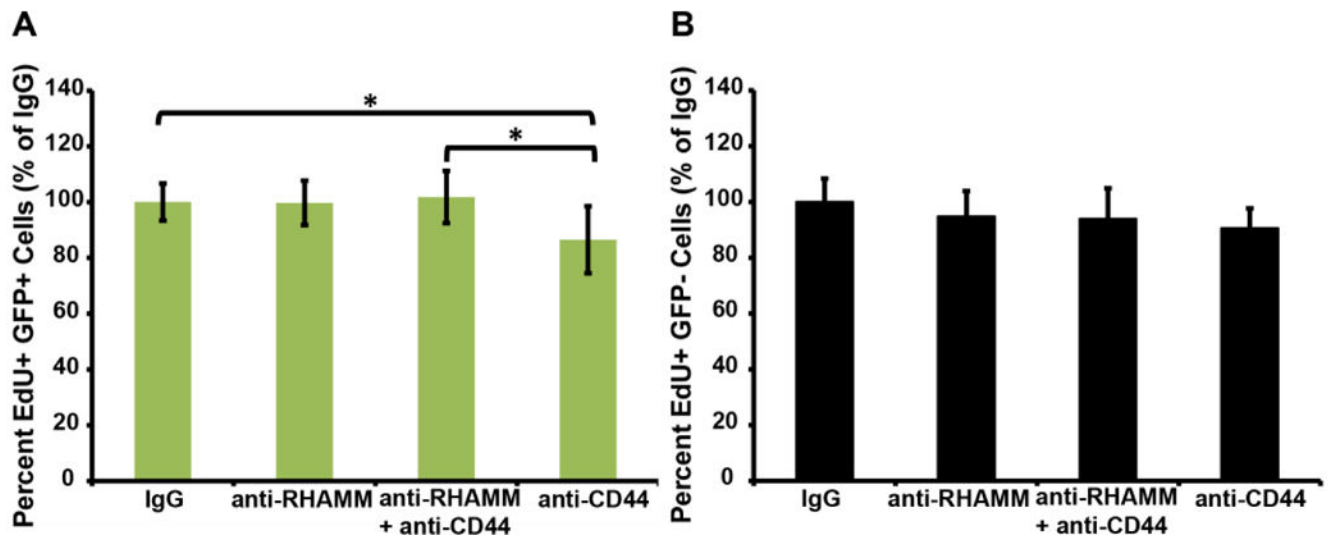 A
Percent EdU+ GFP+ Cells (% of IgG)
140
120
100
80
60
40
20
0
*
*
IgG
anti-RHAMM
anti-RHAMM
+ anti-CD44
anti-CD44
B
Percent EdU+ GFP- Cells (% of IgG)
140
120
100
80
60
40
20
0
IgG
anti-RHAMM
anti-RHAMM
+ anti-CD44
anti-CD44